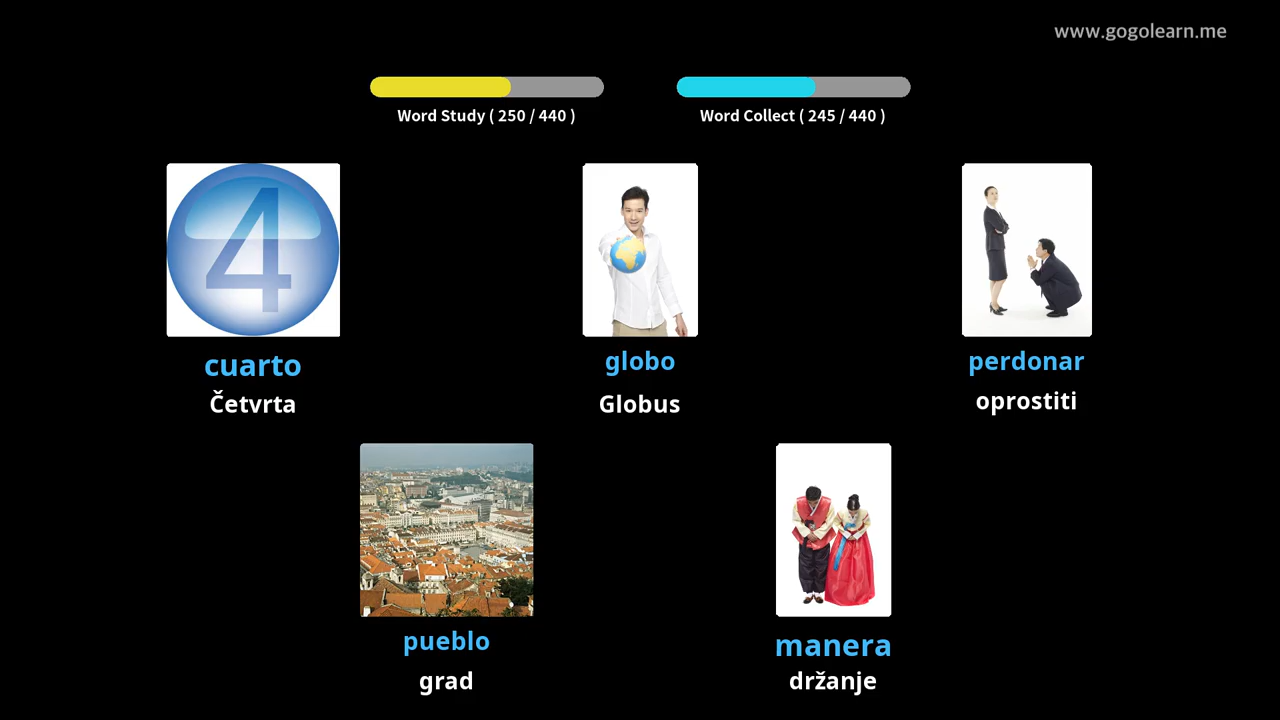 www.gogolearn.me
Word Study ( 250 / 440 )
Word Collect ( 245 / 440 )
4
cuarto
Četvrta
globo
Globus
perdonar
oprostiti
pueblo
grad
manera
držanje